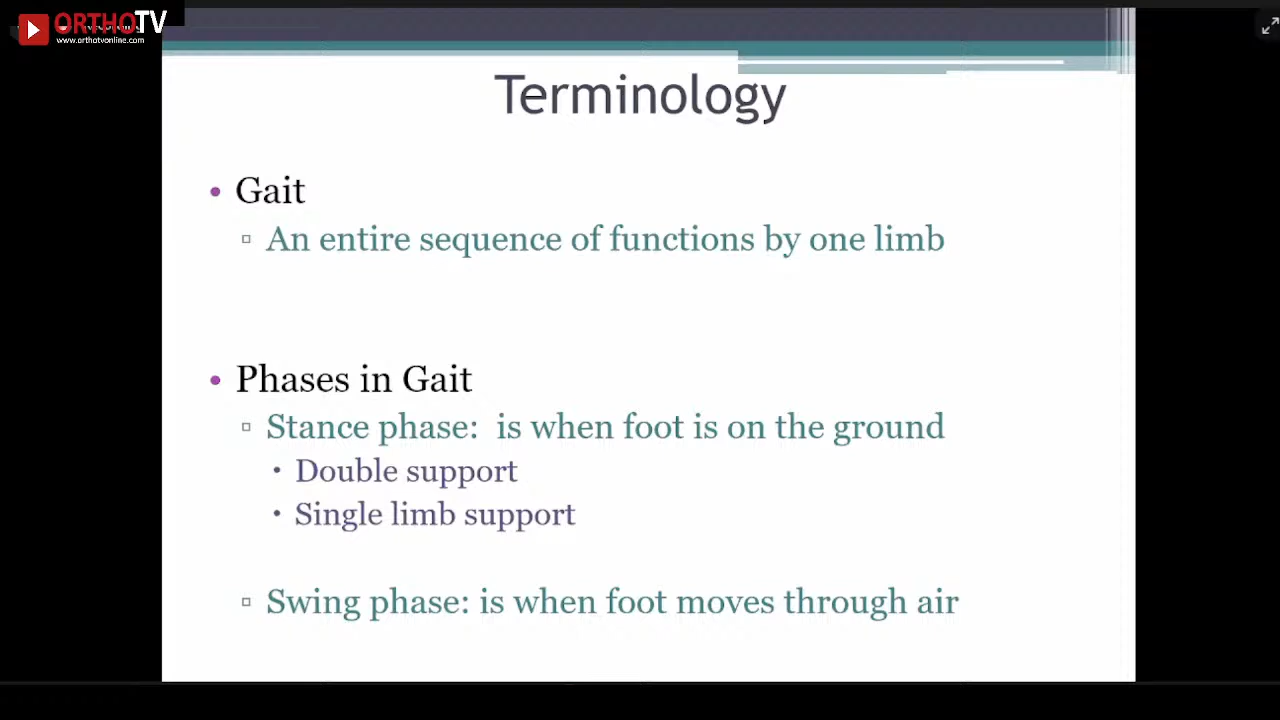 ORTHOTV
www.orthotvonline.com
Terminology
• Gait
▫ An entire sequence of functions by one limb
• Phases in Gait
▫ Stance phase:  is when foot is on the ground
• Double support
• Single limb support
▫ Swing phase: is when foot moves through air